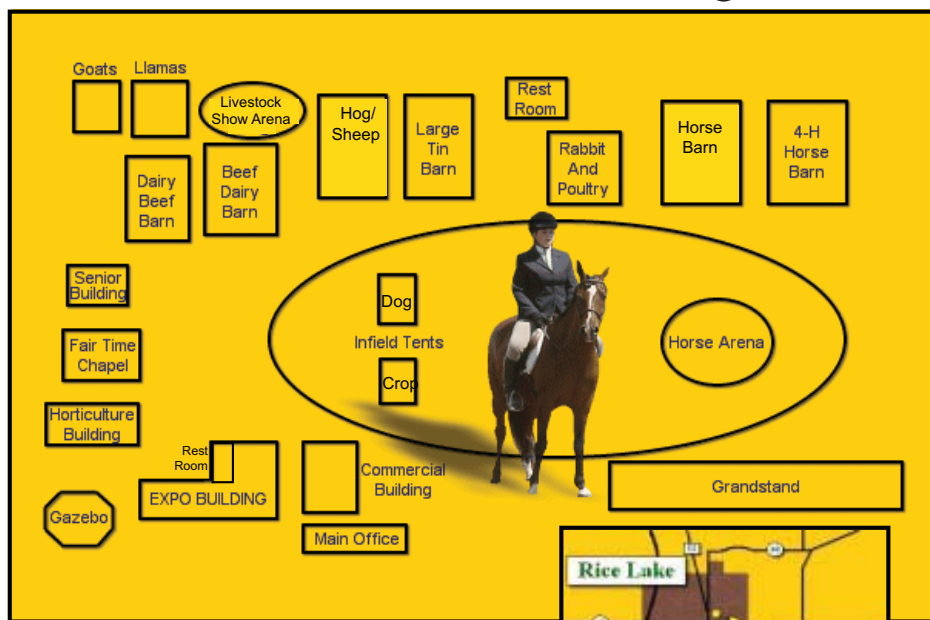 Goats
Llamas
Livestock
Show Arena
Hog/
Sheep
Large
Tin
Barn
Rest
Room
Rabbit
And
Poultry
Horse
Barn
4-H
Horse
Barn
Dairy
Beef
Barn
Beef
Dairy
Barn
Senior
Building
Dog
Infield Tents
Crop
Horse Arena
Fair Time
Chapel
Horticulture
Building
Rest
Room
EXPO BUILDING
Commercial
Building
Grandstand
Gazebo
Main Office
Rice Lake